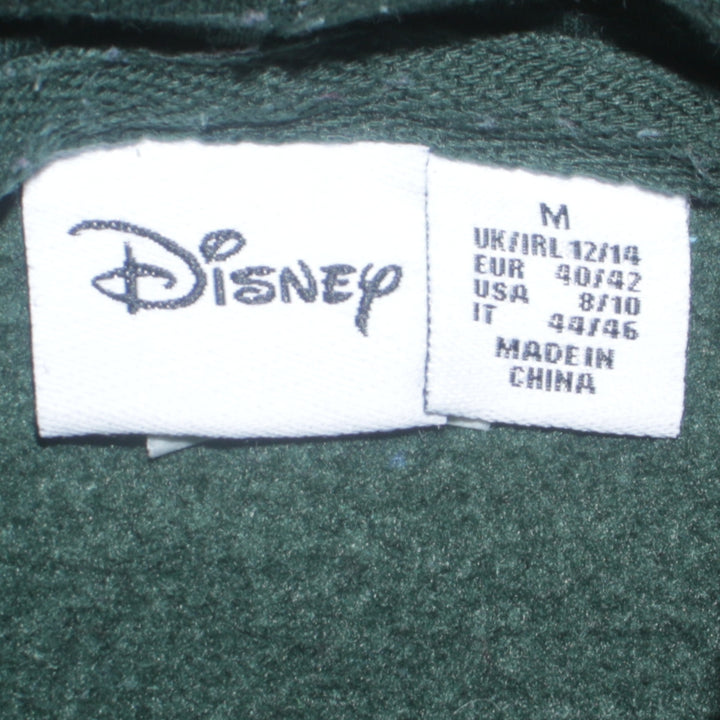 Disney
M
UK/IRL 12/14
EUR 40/42
USA 8/10
IT 44/46
MADE IN
CHINA